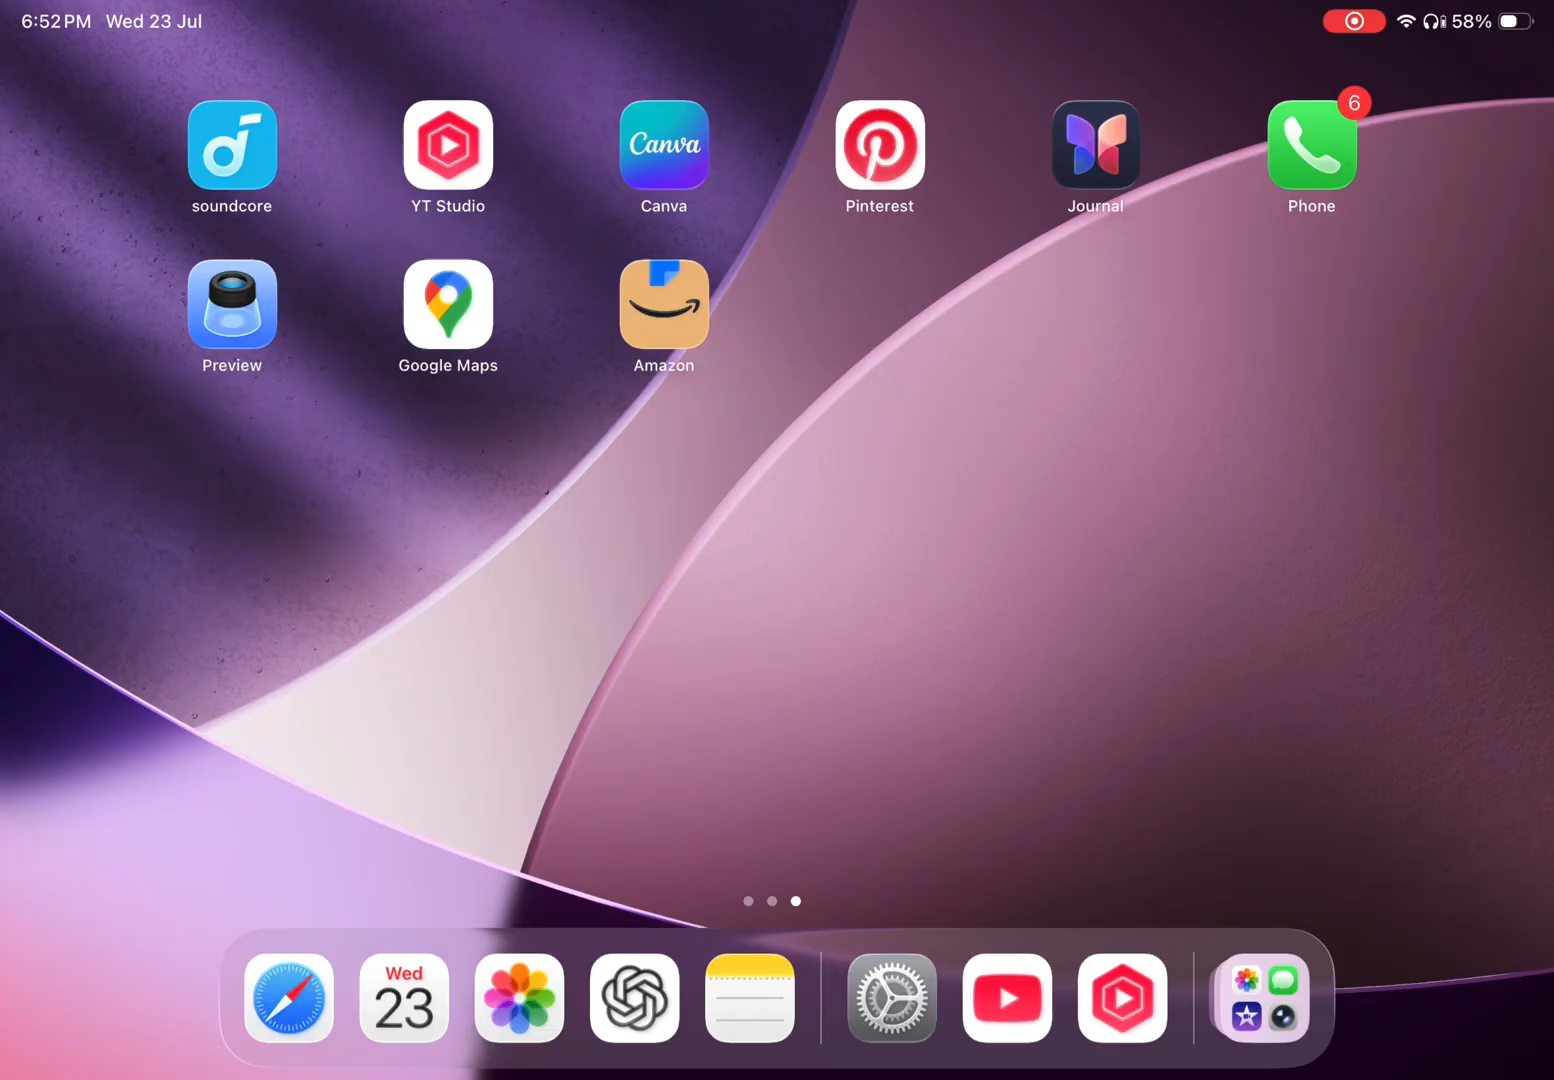 6:52 PM Wed 23 Jul
58%
6
Canva
soundcore
YT Studio
Canva
Pinterest
Journal
Phone
Preview
Google Maps
Amazon
Wed
23